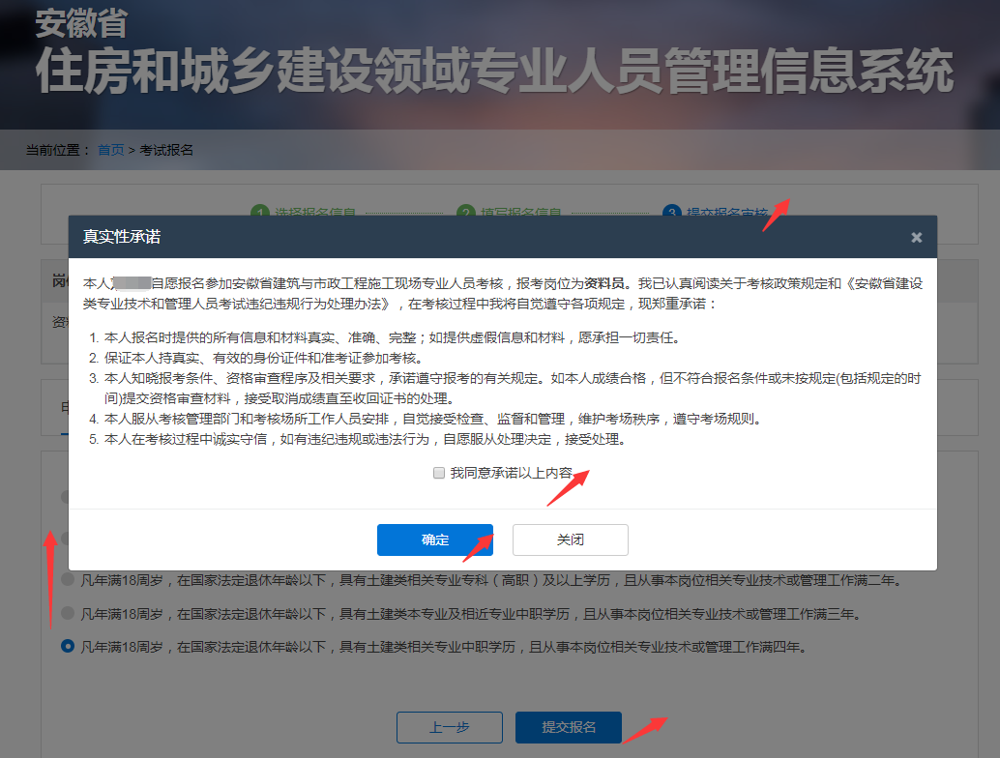 安徽省
住房和城乡建设领域专业人员管理信息系统
当前位置： 首页 > 考试报名
1 选择报名信息 2 填写报名信息 3 提交报名审核
真实性承诺 ×
本人 自愿报名参加安徽省建筑与市政工程施工现场专业人员考核，报考岗位为资料员。我已认真阅读关于考核政策规定和《安徽省建设
类专业技术和管理人员考试违纪违规行为处理办法》，在考核过程中我将自觉遵守各项规定，现郑重承诺：
1. 本人报名时提供的所有信息和材料真实、准确、完整；如提供虚假信息和材料，愿承担一切责任。
2. 保证本人持真实、有效的身份证件和准考证参加考核。
3. 本人知晓报考条件、资格审查程序及相关要求，承诺遵守报考的有关规定。如本人成绩合格，但不符合报名条件或未按规定(包括规定的时
间)提交资格审查材料，接受取消成绩直至收回证书的处理。
4. 本人服从考核管理部门和考核场所工作人员安排，自觉接受检查、监督和管理，维护考场秩序，遵守考场规则。
5. 本人在考核过程中诚实守信，如有违纪违规或违法行为，自愿服从处理决定，接受处理。
我同意承诺以上内容
确定 关闭
凡年满18周岁，在国家法定退休年龄以下，具有土建类相关专业专科（高职）及以上学历，且从事本岗位相关专业技术或管理工作满二年。
凡年满18周岁，在国家法定退休年龄以下，具有土建类本专业及相近专业中职学历，且从事本岗位相关专业技术或管理工作满三年。
凡年满18周岁，在国家法定退休年龄以下，具有土建类相关专业中职学历，且从事本岗位相关专业技术或管理工作满四年。
上一步 提交报名